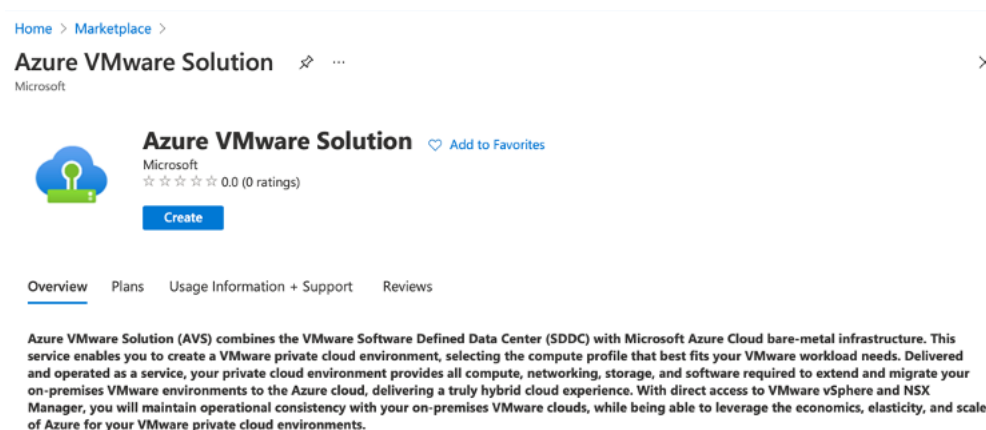 Home > Marketplace >
Azure VMware Solution ...
Microsoft
Azure VMware Solution Add to Favorites
Microsoft
0.0 (0 ratings)
Create
Overview Plans Usage Information + Support Reviews
Azure VMware Solution (AVS) combines the VMware Software Defined Data Center (SDDC) with Microsoft Azure Cloud bare-metal infrastructure. This
service enables you to create a VMware private cloud environment, selecting the compute profile that best fits your VMware workload needs. Delivered
and operated as a service, your private cloud environment provides all compute, networking, storage, and software required to extend and migrate your
on-premises VMware environments to the Azure cloud, delivering a truly hybrid cloud experience. With direct access to VMware vSphere and NSX
Manager, you will maintain operational consistency with your on-premises VMware clouds, while being able to leverage the economics, elasticity, and scale
of Azure for your VMware private cloud environments.